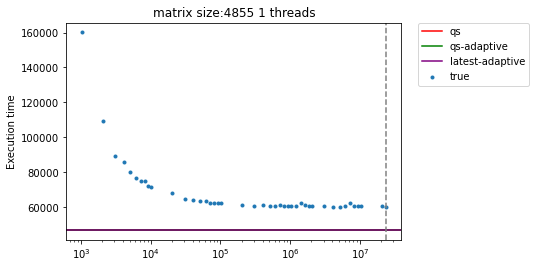 matrix size:4855 1 threads
160000
140000
120000
100000
80000
60000
Execution time
10³
10⁴
10⁵
10⁶
10⁷
qs
qs-adaptive
latest-adaptive
true